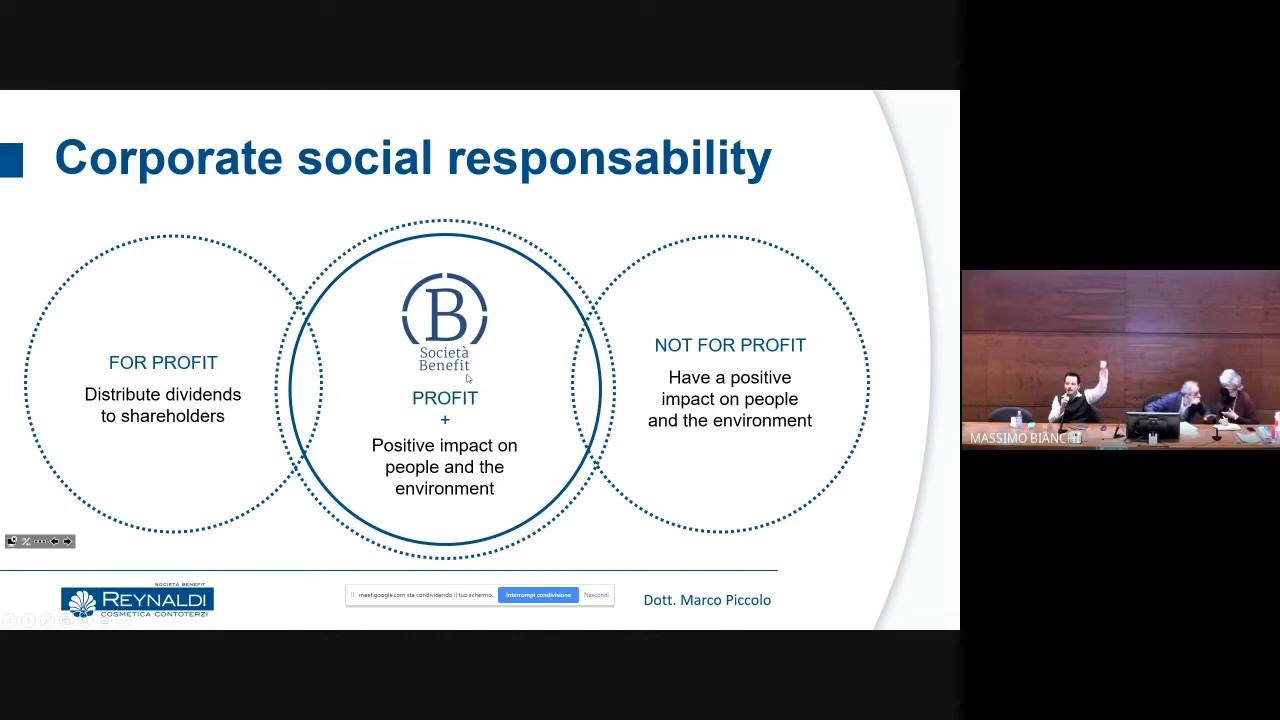 Corporate social responsability
FOR PROFIT
Distribute dividends
to shareholders
B
Società
Benefit
PROFIT
+
Positive impact on
people and the
environment
NOT FOR PROFIT
Have a positive
impact on people
and the environment
SOCIETÀ BENEFIT
REYNALDI
COSMETICA CONTOTERZI
meet.google.com sta condividendo il tuo schermo.
Interrompi condivisione
Nascondi
Dott. Marco Piccolo
MASSIMO BIANCHI